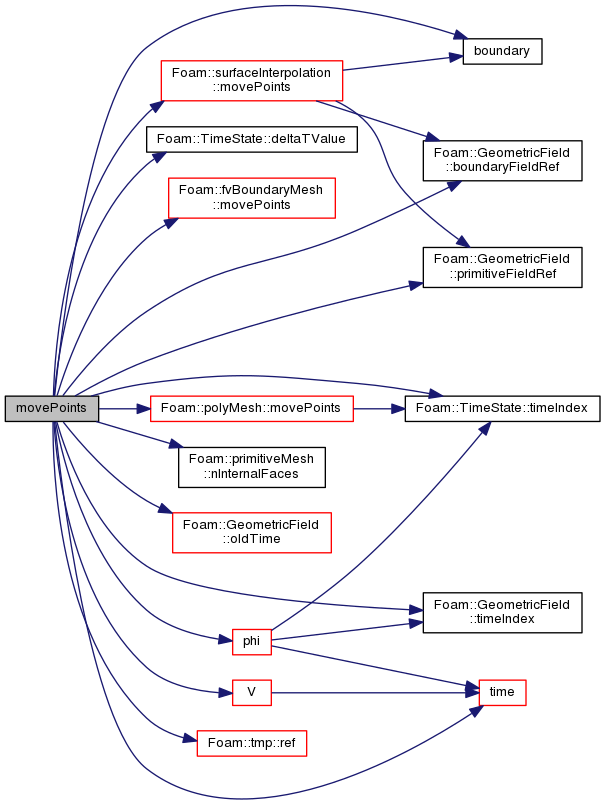 boundary
Foam::surfaceInterpolation
::movePoints
Foam::TimeState::deltaTValue
Foam::GeometricField
::boundaryFieldRef
Foam::fvBoundaryMesh
::movePoints
Foam::GeometricField
::primitiveFieldRef
movePoints
Foam::polyMesh::movePoints
Foam::TimeState::timeIndex
Foam::primitiveMesh
::nInternalFaces
Foam::GeometricField
::oldTime
Foam::GeometricField
::timeIndex
phi
V
time
Foam::tmp::ref